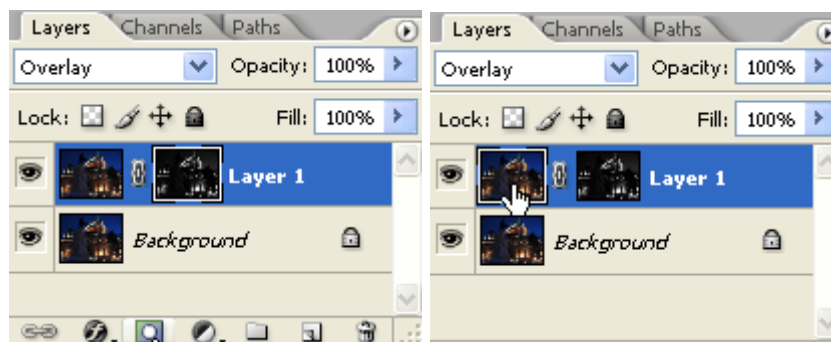 Layers Channels Paths
Overlay Opacity: 100%
Lock: Fill: 100%
Layer 1
Background
Layers Channels Paths
Overlay Opacity: 100%
Lock: Fill: 100%
Layer 1
Background